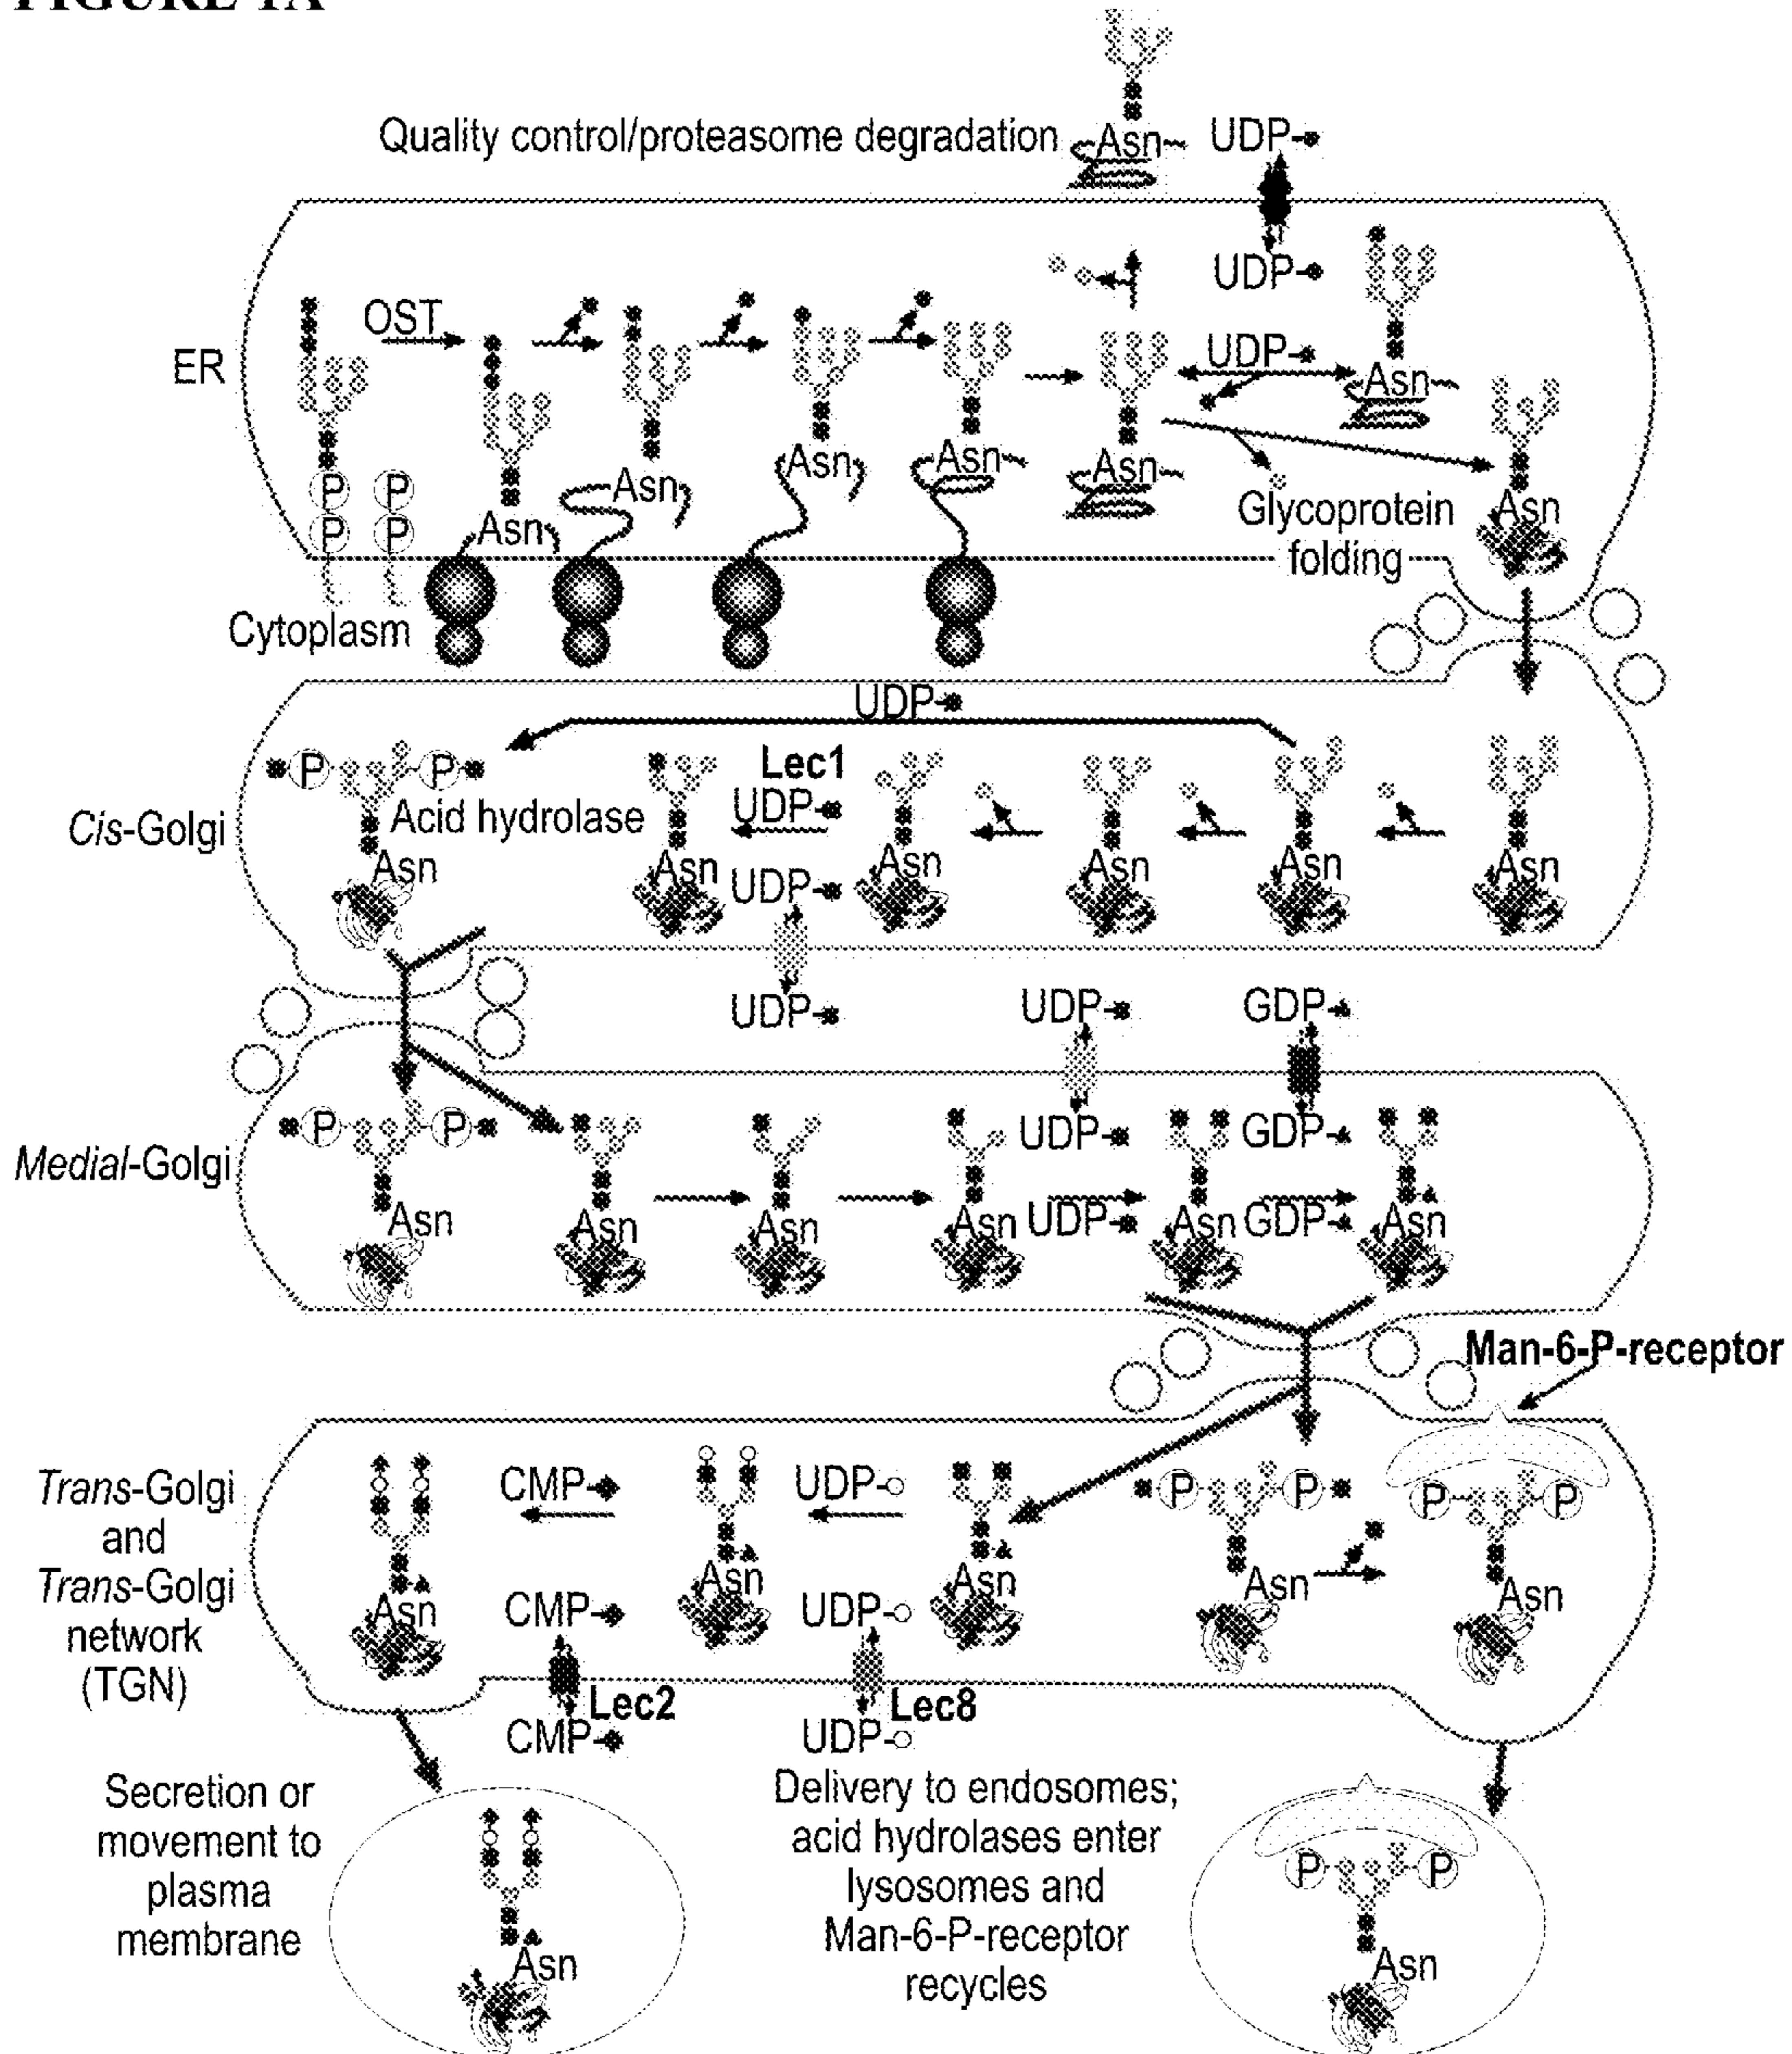 FIGURE 1A
Quality control/proteasome degradation
Asn
UDP-
UDP-
OST
ER
UDP-
Asn
Asn
Asn
Asn
Asn
Asn
P
P
P
P
Glycoprotein
folding
Asn
Asn
Cytoplasm
UDP-
P
P
Lec1
UDP-
Cis-Golgi
Acid hydrolase
Asn
Asn
UDP-
Asn
Asn
Asn
Asn
UDP-
UDP-
GDP-
P
P
UDP-
GDP-
Medial-Golgi
Asn
Asn
Asn
Asn
UDP-
Asn
GDP-
Asn
Man-6-P-receptor
Trans-Golgi
and
Trans-Golgi
network
(TGN)
CMP-
UDP-
P
P
P
P
Asn
CMP-
Asn
UDP-
Asn
Asn
Asn
Lec2
Lec8
CMP-
UDP-
Secretion or
movement to
plasma
membrane
Delivery to endosomes;
acid hydrolases enter
lysosomes and
Man-6-P-receptor
recycles
P
P
Asn
Asn